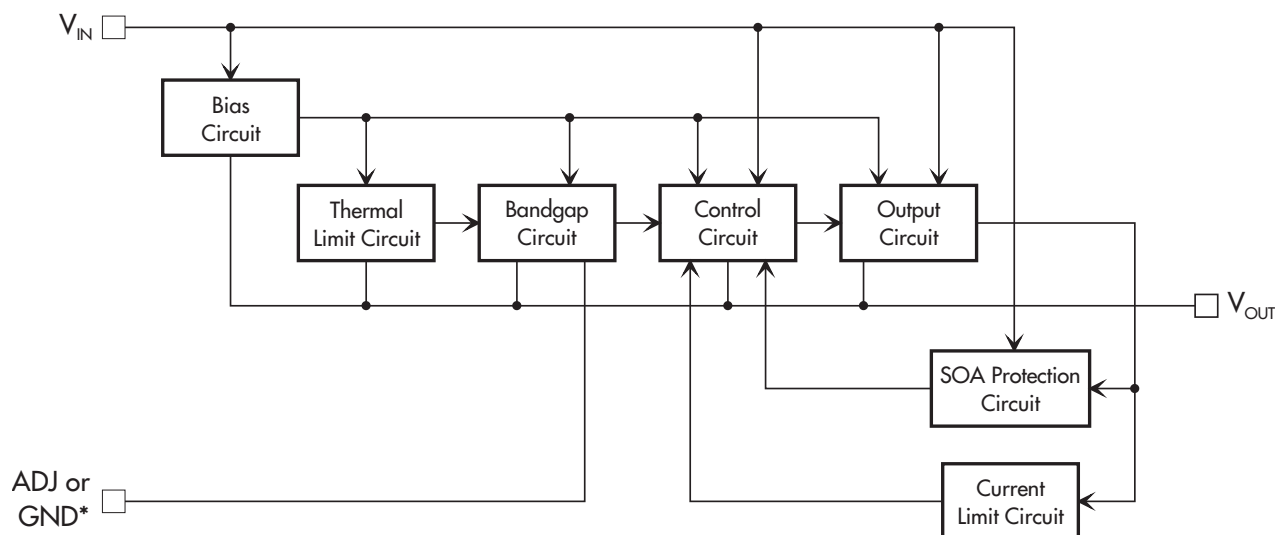 V_IN
Bias
Circuit
Thermal
Limit Circuit
Bandgap
Circuit
Control
Circuit
Output
Circuit
V_OUT
SOA Protection
Circuit
ADJ or
GND*
Current
Limit Circuit